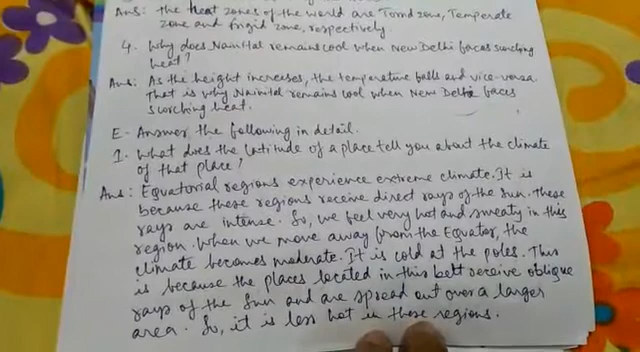 Ans: the heat zones of the world are Torrid zone, Temperate
zone and frigid zone, respectively
4. Why does Nainital remains cool when New Delhi faces scorching
heat?
Ans: As the height increases, the temperature falls and vice-versa.
That is why Nainital remains cool when New Delhi faces
scorching heat.
E- Answer the following in detail.
1. What does the latitude of a place tell you about the climate
of that place?
Ans: Equatorial regions experience extreme climate. It is
because these regions receive direct rays of the Sun. These
rays are intense. So, we feel very hot and sweaty in this
region. When we move away from the Equator, the
climate becomes moderate. It is cold at the poles. This
is because the places located in this belt receive oblique
rays of the Sun and are spread out over a larger
area. So, it is less hot in these regions.